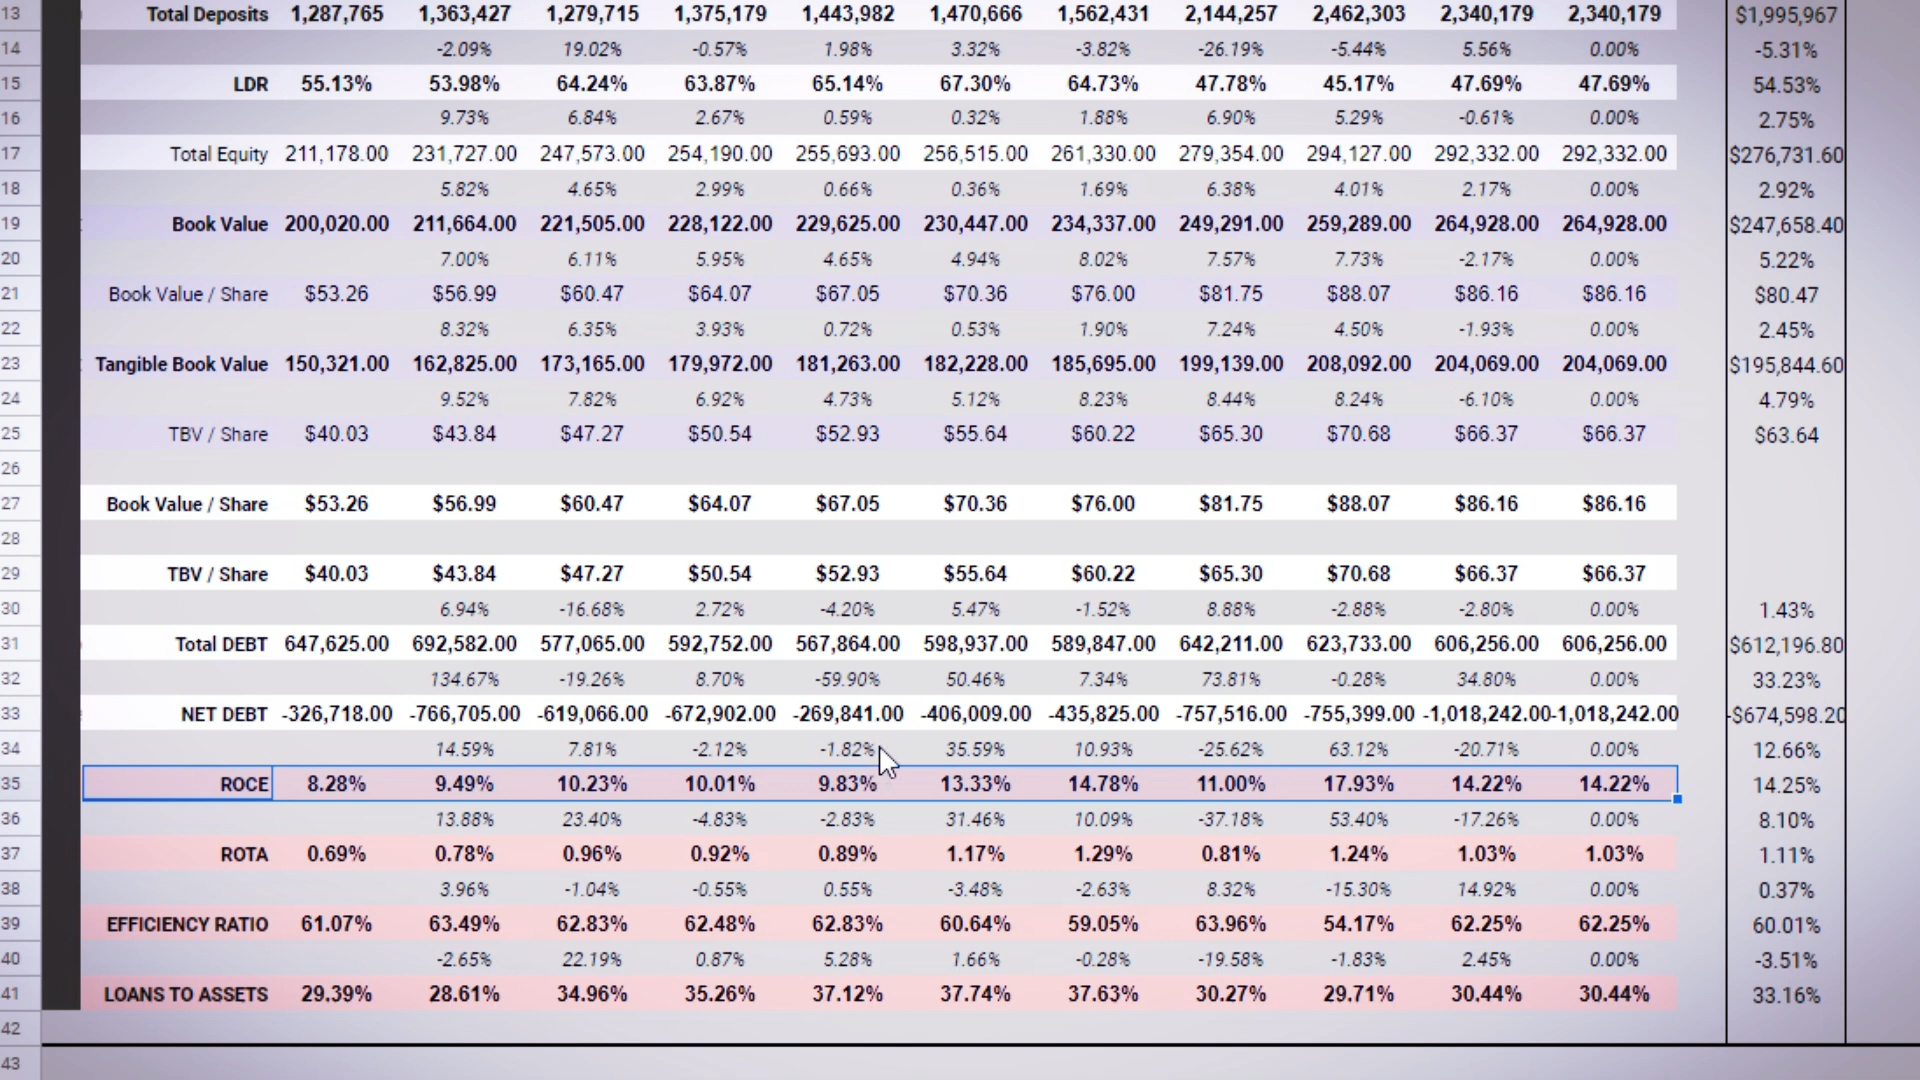 13 Total Deposits 1,287,765 1,363,427 1,279,715 1,375,179 1,443,982 1,470,666 1,562,431 2,144,257 2,462,303 2,340,179 2,340,179 $1,995,967
14 -2.09% 19.02% -0.57% 1.98% 3.32% -3.82% -26.19% -5.44% 5.56% 0.00% -5.31%
15 LDR 55.13% 53.98% 64.24% 63.87% 65.14% 67.30% 64.73% 47.78% 45.17% 47.69% 47.69% 54.53%
16 9.73% 6.84% 2.67% 0.59% 0.32% 1.88% 6.90% 5.29% -0.61% 0.00% 2.75%
17 Total Equity 211,178.00 231,727.00 247,573.00 254,190.00 255,693.00 256,515.00 261,330.00 279,354.00 294,127.00 292,332.00 292,332.00 $276,731.60
18 5.82% 4.65% 2.99% 0.66% 0.36% 1.69% 6.38% 4.01% 2.17% 0.00% 2.92%
19 Book Value 200,020.00 211,664.00 221,505.00 228,122.00 229,625.00 230,447.00 234,337.00 249,291.00 259,289.00 264,928.00 264,928.00 $247,658.40
20 7.00% 6.11% 5.95% 4.65% 4.94% 8.02% 7.57% 7.73% -2.17% 0.00% 5.22%
21 Book Value / Share $53.26 $56.99 $60.47 $64.07 $67.05 $70.36 $76.00 $81.75 $88.07 $86.16 $86.16 $80.47
22 8.32% 6.35% 3.93% 0.72% 0.53% 1.90% 7.24% 4.50% -1.93% 0.00% 2.45%
23 Tangible Book Value 150,321.00 162,825.00 173,165.00 179,972.00 181,263.00 182,228.00 185,695.00 199,139.00 208,092.00 204,069.00 204,069.00 $195,844.60
24 9.52% 7.82% 6.92% 4.73% 5.12% 8.23% 8.44% 8.24% -6.10% 0.00% 4.79%
25 TBV / Share $40.03 $43.84 $47.27 $50.54 $52.93 $55.64 $60.22 $65.30 $70.68 $66.37 $66.37 $63.64
26
27 Book Value / Share $53.26 $56.99 $60.47 $64.07 $67.05 $70.36 $76.00 $81.75 $88.07 $86.16 $86.16
28
29 TBV / Share $40.03 $43.84 $47.27 $50.54 $52.93 $55.64 $60.22 $65.30 $70.68 $66.37 $66.37
30 6.94% -16.68% 2.72% -4.20% 5.47% -1.52% 8.88% -2.88% -2.80% 0.00% 1.43%
31 Total DEBT 647,625.00 692,582.00 577,065.00 592,752.00 567,864.00 598,937.00 589,847.00 642,211.00 623,733.00 606,256.00 606,256.00 $612,196.80
32 134.67% -19.26% 8.70% -59.90% 50.46% 7.34% 73.81% -0.28% 34.80% 0.00% 33.23%
33 NET DEBT -326,718.00 -766,705.00 -619,066.00 -672,902.00 -269,841.00 -406,009.00 -435,825.00 -757,516.00 -755,399.00 -1,018,242.00 -1,018,242.00 -$674,598.20
34 14.59% 7.81% -2.12% -1.82% 35.59% 10.93% -25.62% 63.12% -20.71% 0.00% 12.66%
35 ROCE 8.28% 9.49% 10.23% 10.01% 9.83% 13.33% 14.78% 11.00% 17.93% 14.22% 14.22% 14.25%
36 13.88% 23.40% -4.83% -2.83% 31.46% 10.09% -37.18% 53.40% -17.26% 0.00% 8.10%
37 ROTA 0.69% 0.78% 0.96% 0.92% 0.89% 1.17% 1.29% 0.81% 1.24% 1.03% 1.03% 1.11%
38 3.96% -1.04% -0.55% 0.55% -3.48% -2.63% 8.32% -15.30% 14.92% 0.00% 0.37%
39 EFFICIENCY RATIO 61.07% 63.49% 62.83% 62.48% 62.83% 60.64% 59.05% 63.96% 54.17% 62.25% 62.25% 60.01%
40 -2.65% 22.19% 0.87% 5.28% 1.66% -0.28% -19.58% -1.83% 2.45% 0.00% -3.51%
41 LOANS TO ASSETS 29.39% 28.61% 34.96% 35.26% 37.12% 37.74% 37.63% 30.27% 29.71% 30.44% 30.44% 33.16%
42
43